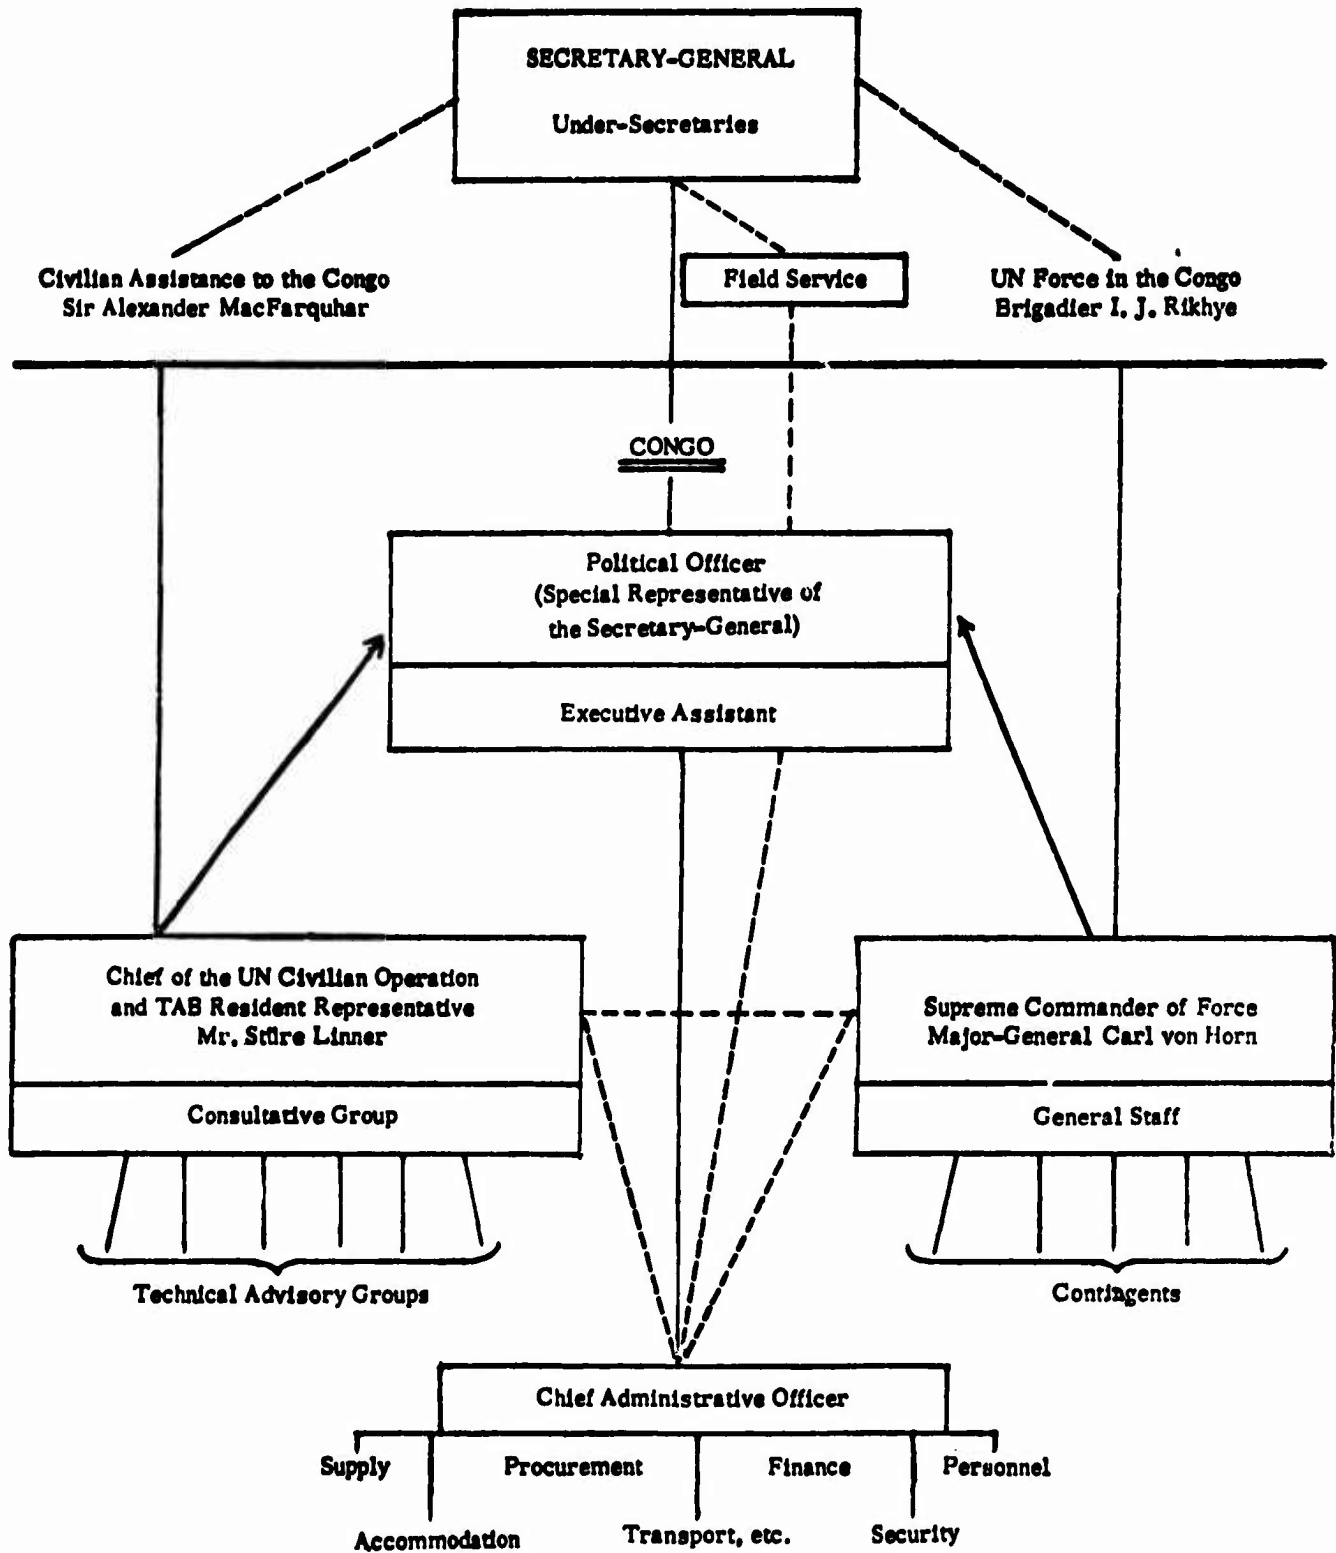 SECRETARY-GENERAL
Under-Secretaries
Civilian Assistance to the Congo
Sir Alexander MacFarquhar
Field Service
UN Force in the Congo
Brigadier I. J. Rikhye
CONGO
Political Officer
(Special Representative of
the Secretary-General)
Executive Assistant
Chief of the UN Civilian Operation
and TAB Resident Representative
Mr. Stüre Linner
Consultative Group
Supreme Commander of Force
Major-General Carl von Horn
General Staff
Technical Advisory Groups
Contingents
Chief Administrative Officer
Supply
Procurement
Finance
Personnel
Accommodation
Transport, etc.
Security